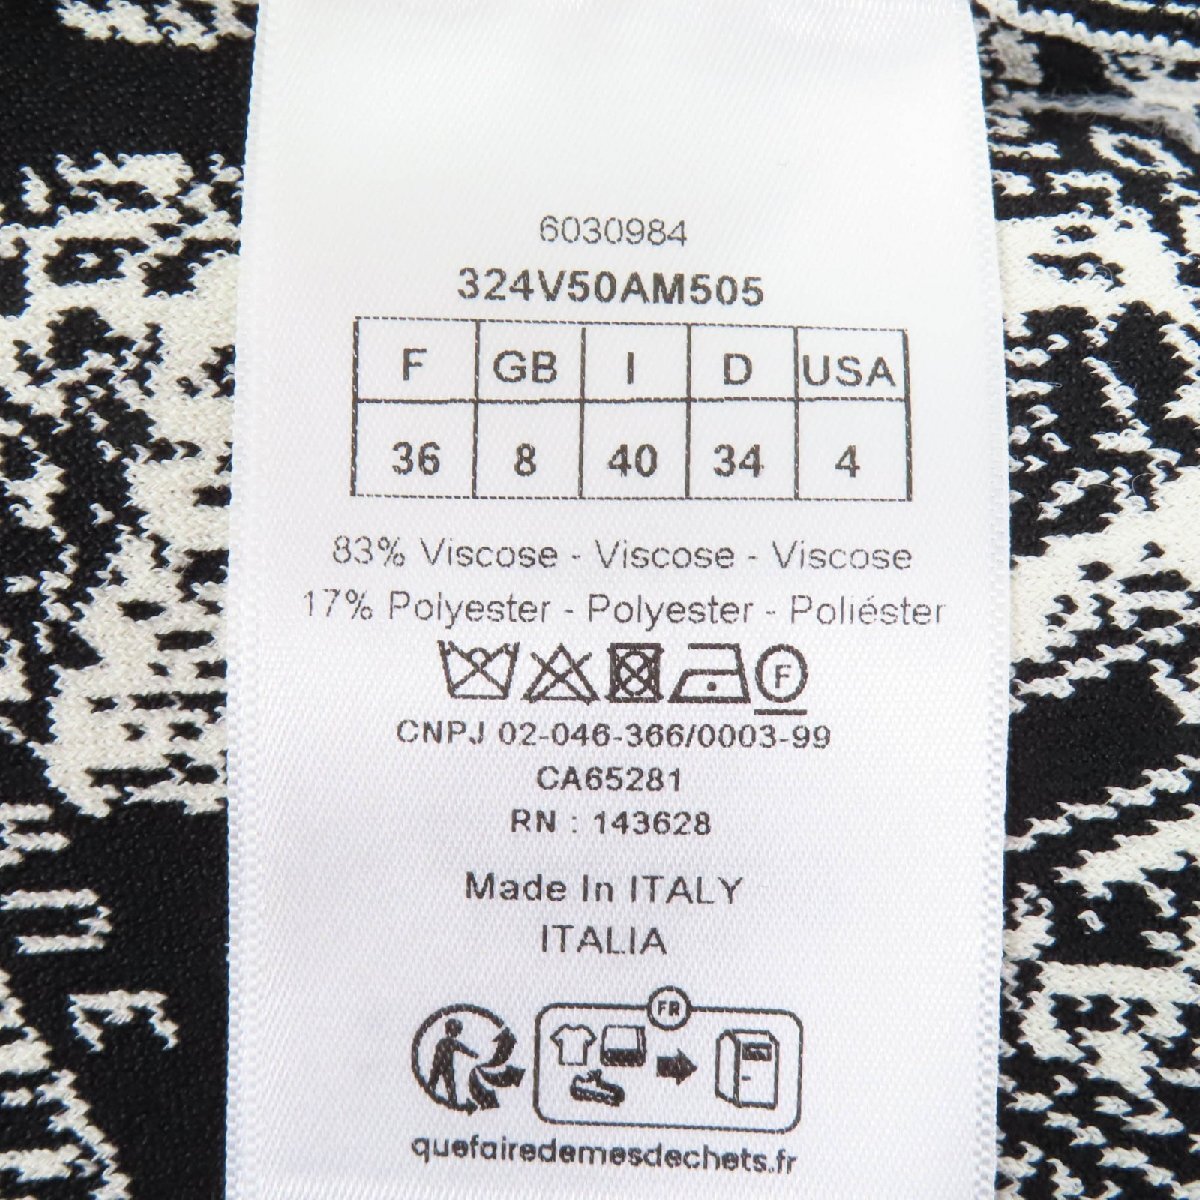 6030984
324V50AM505
F GB I D USA
36 8 40 34 4
83% Viscose - Viscose - Viscose
17% Polyester - Polyester - Poliéster
F
CNPJ 02-046-366/0003-99
CA65281
RN : 143628
Made In ITALY
ITALIA
FR
quefairedemesdechets.fr